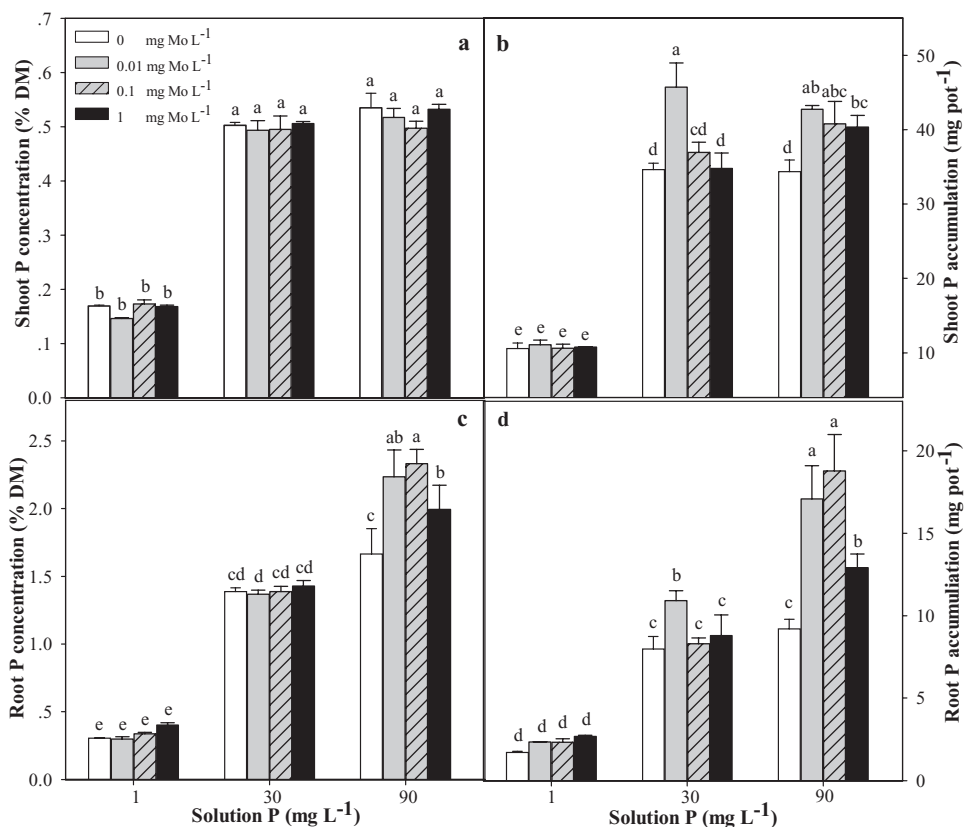 a
0 mg Mo L-1
0.01 mg Mo L-1
0.1 mg Mo L-1
1 mg Mo L-1
Shoot P concentration (% DM)
.7
.6
.5
.4
.3
.2
.1
0.0
b b b b
a a a a
a a a a
b
Shoot P accumulation (mg pot-1)
50
40
30
20
10
e e e e
d a cd d
d ab abc bc
c
Root P concentration (% DM)
2.5
2.0
1.5
1.0
.5
0.0
e e e e
cd d cd cd
c ab a b
1 30 90
Solution P (mg L-1)
d
Root P accumuliation (mg pot-1)
20
15
10
5
0
d d d d
c b c c
c a a b
1 30 90
Solution P (mg L-1)